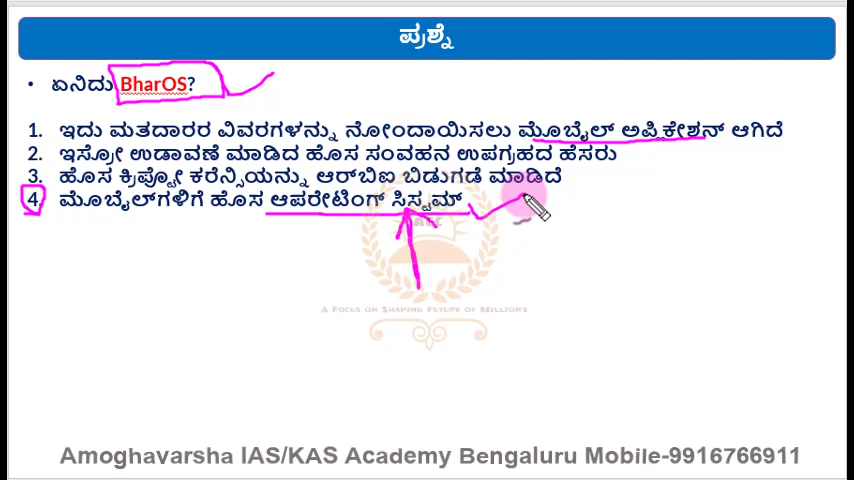 ಪ್ರಶ್ನೆ
• ಏನಿದು BharOS?
1. ಇದು ಮತದಾರರ ವಿವರಗಳನ್ನು ನೋಂದಾಯಿಸಲು ಮೊಬೈಲ್ ಅಪ್ಲಿಕೇಶನ್ ಆಗಿದೆ
2. ಇಸ್ರೋ ಉಡಾವಣೆ ಮಾಡಿದ ಹೊಸ ಸಂವಹನ ಉಪಗ್ರಹದ ಹೆಸರು
3. ಹೊಸ ಕ್ರಿಪ್ಟೋ ಕರೆನ್ಸಿಯನ್ನು ಆರ್‌ಬಿಐ ಬಿಡುಗಡೆ ಮಾಡಿದೆ
4. ಮೊಬೈಲ್‌ಗಳಿಗೆ ಹೊಸ ಆಪರೇಟಿಂಗ್ ಸಿಸ್ಟಮ್
A Focus on Shaping Future of Millions
Amoghavarsha IAS/KAS Academy Bengaluru Mobile-9916766911